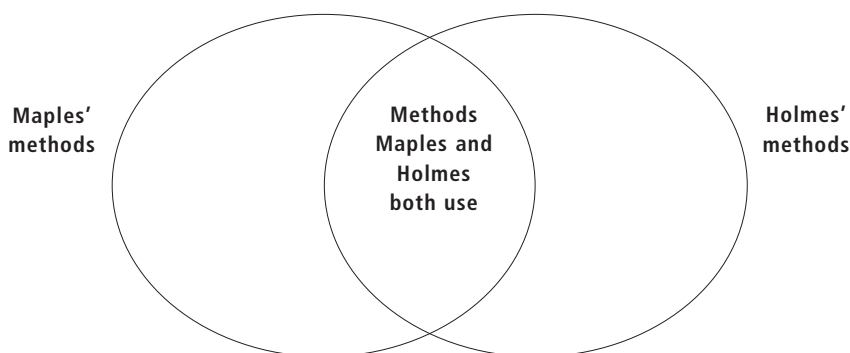 Maples’
methods
Methods
Maples and
Holmes
both use
Holmes’
methods